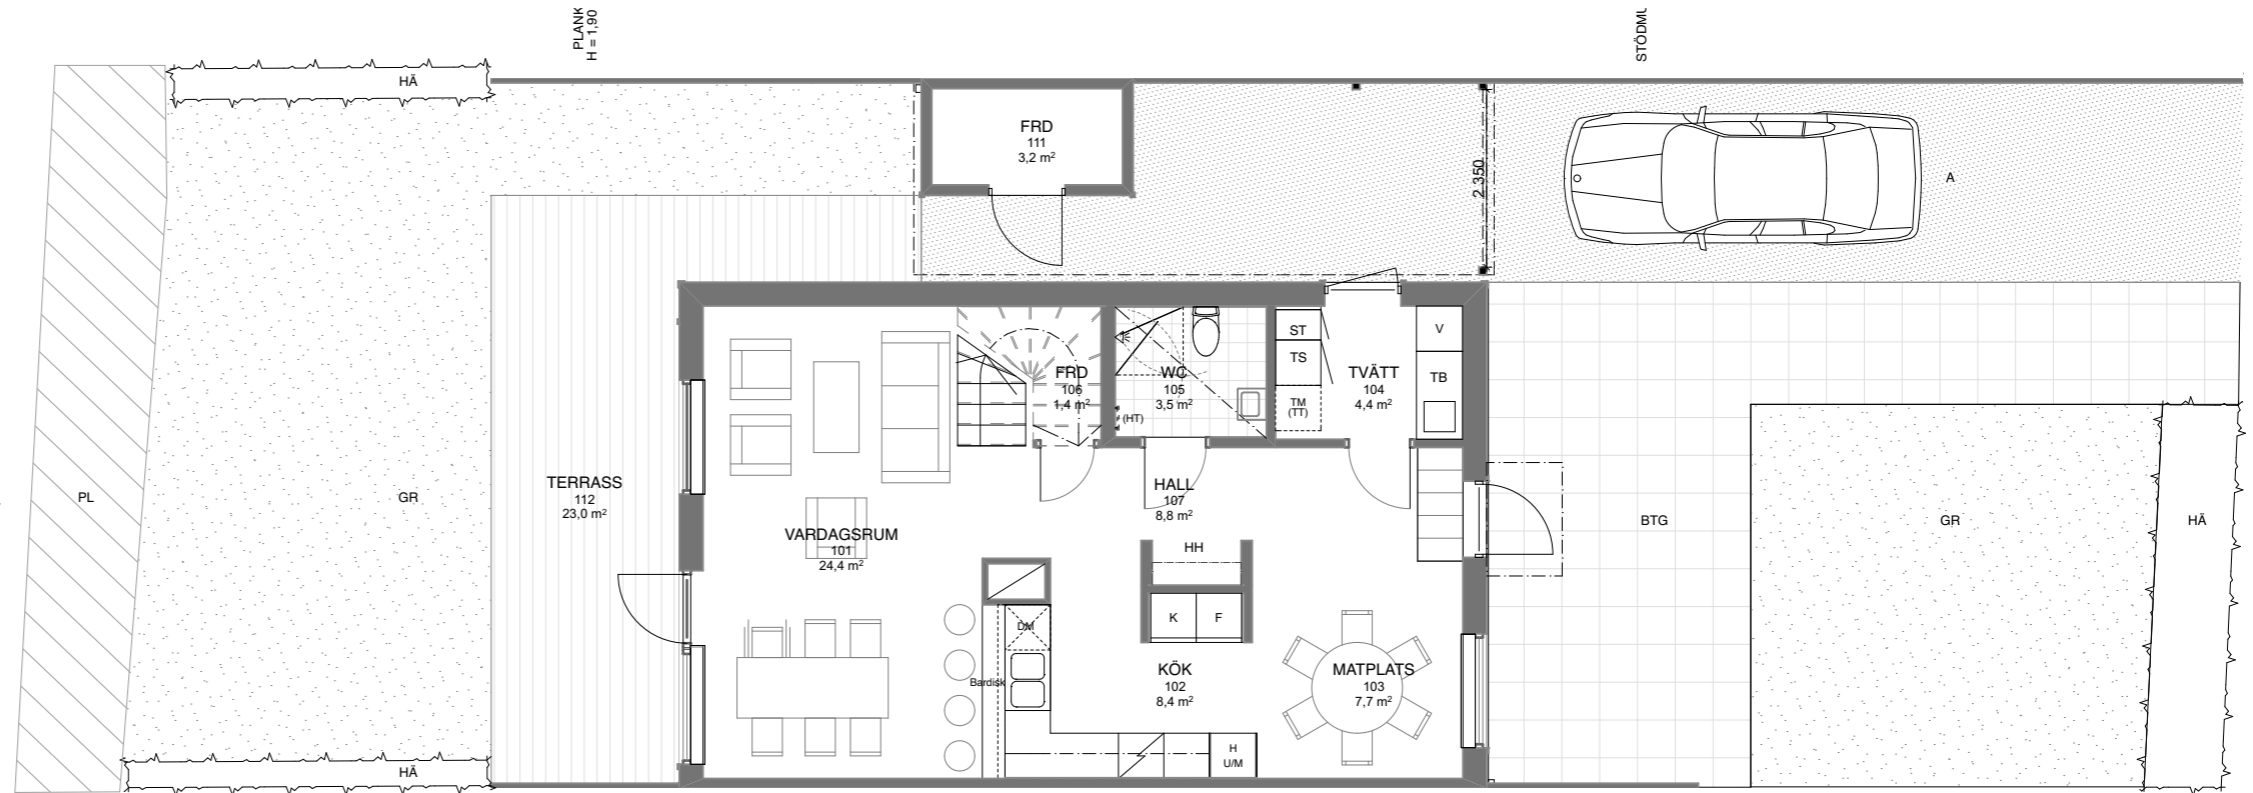 PLANK
H = 1,90
STÖDMU
HÄ
FRD
111
3,2 m²
2 350
A
ST
TS
TM
(TT)
V
TB
FRD
106
1,4 m²
WC
105
3,5 m²
(HT)
TVÄTT
104
4,4 m²
PL
GR
TERRASS
112
23,0 m²
VARDAGSRUM
101
24,4 m²
HALL
107
8,8 m²
HH
BTG
GR
HÄ
K
F
DM
Bardisk
KÖK
102
8,4 m²
MATPLATS
103
7,7 m²
H
U/M
HÄ